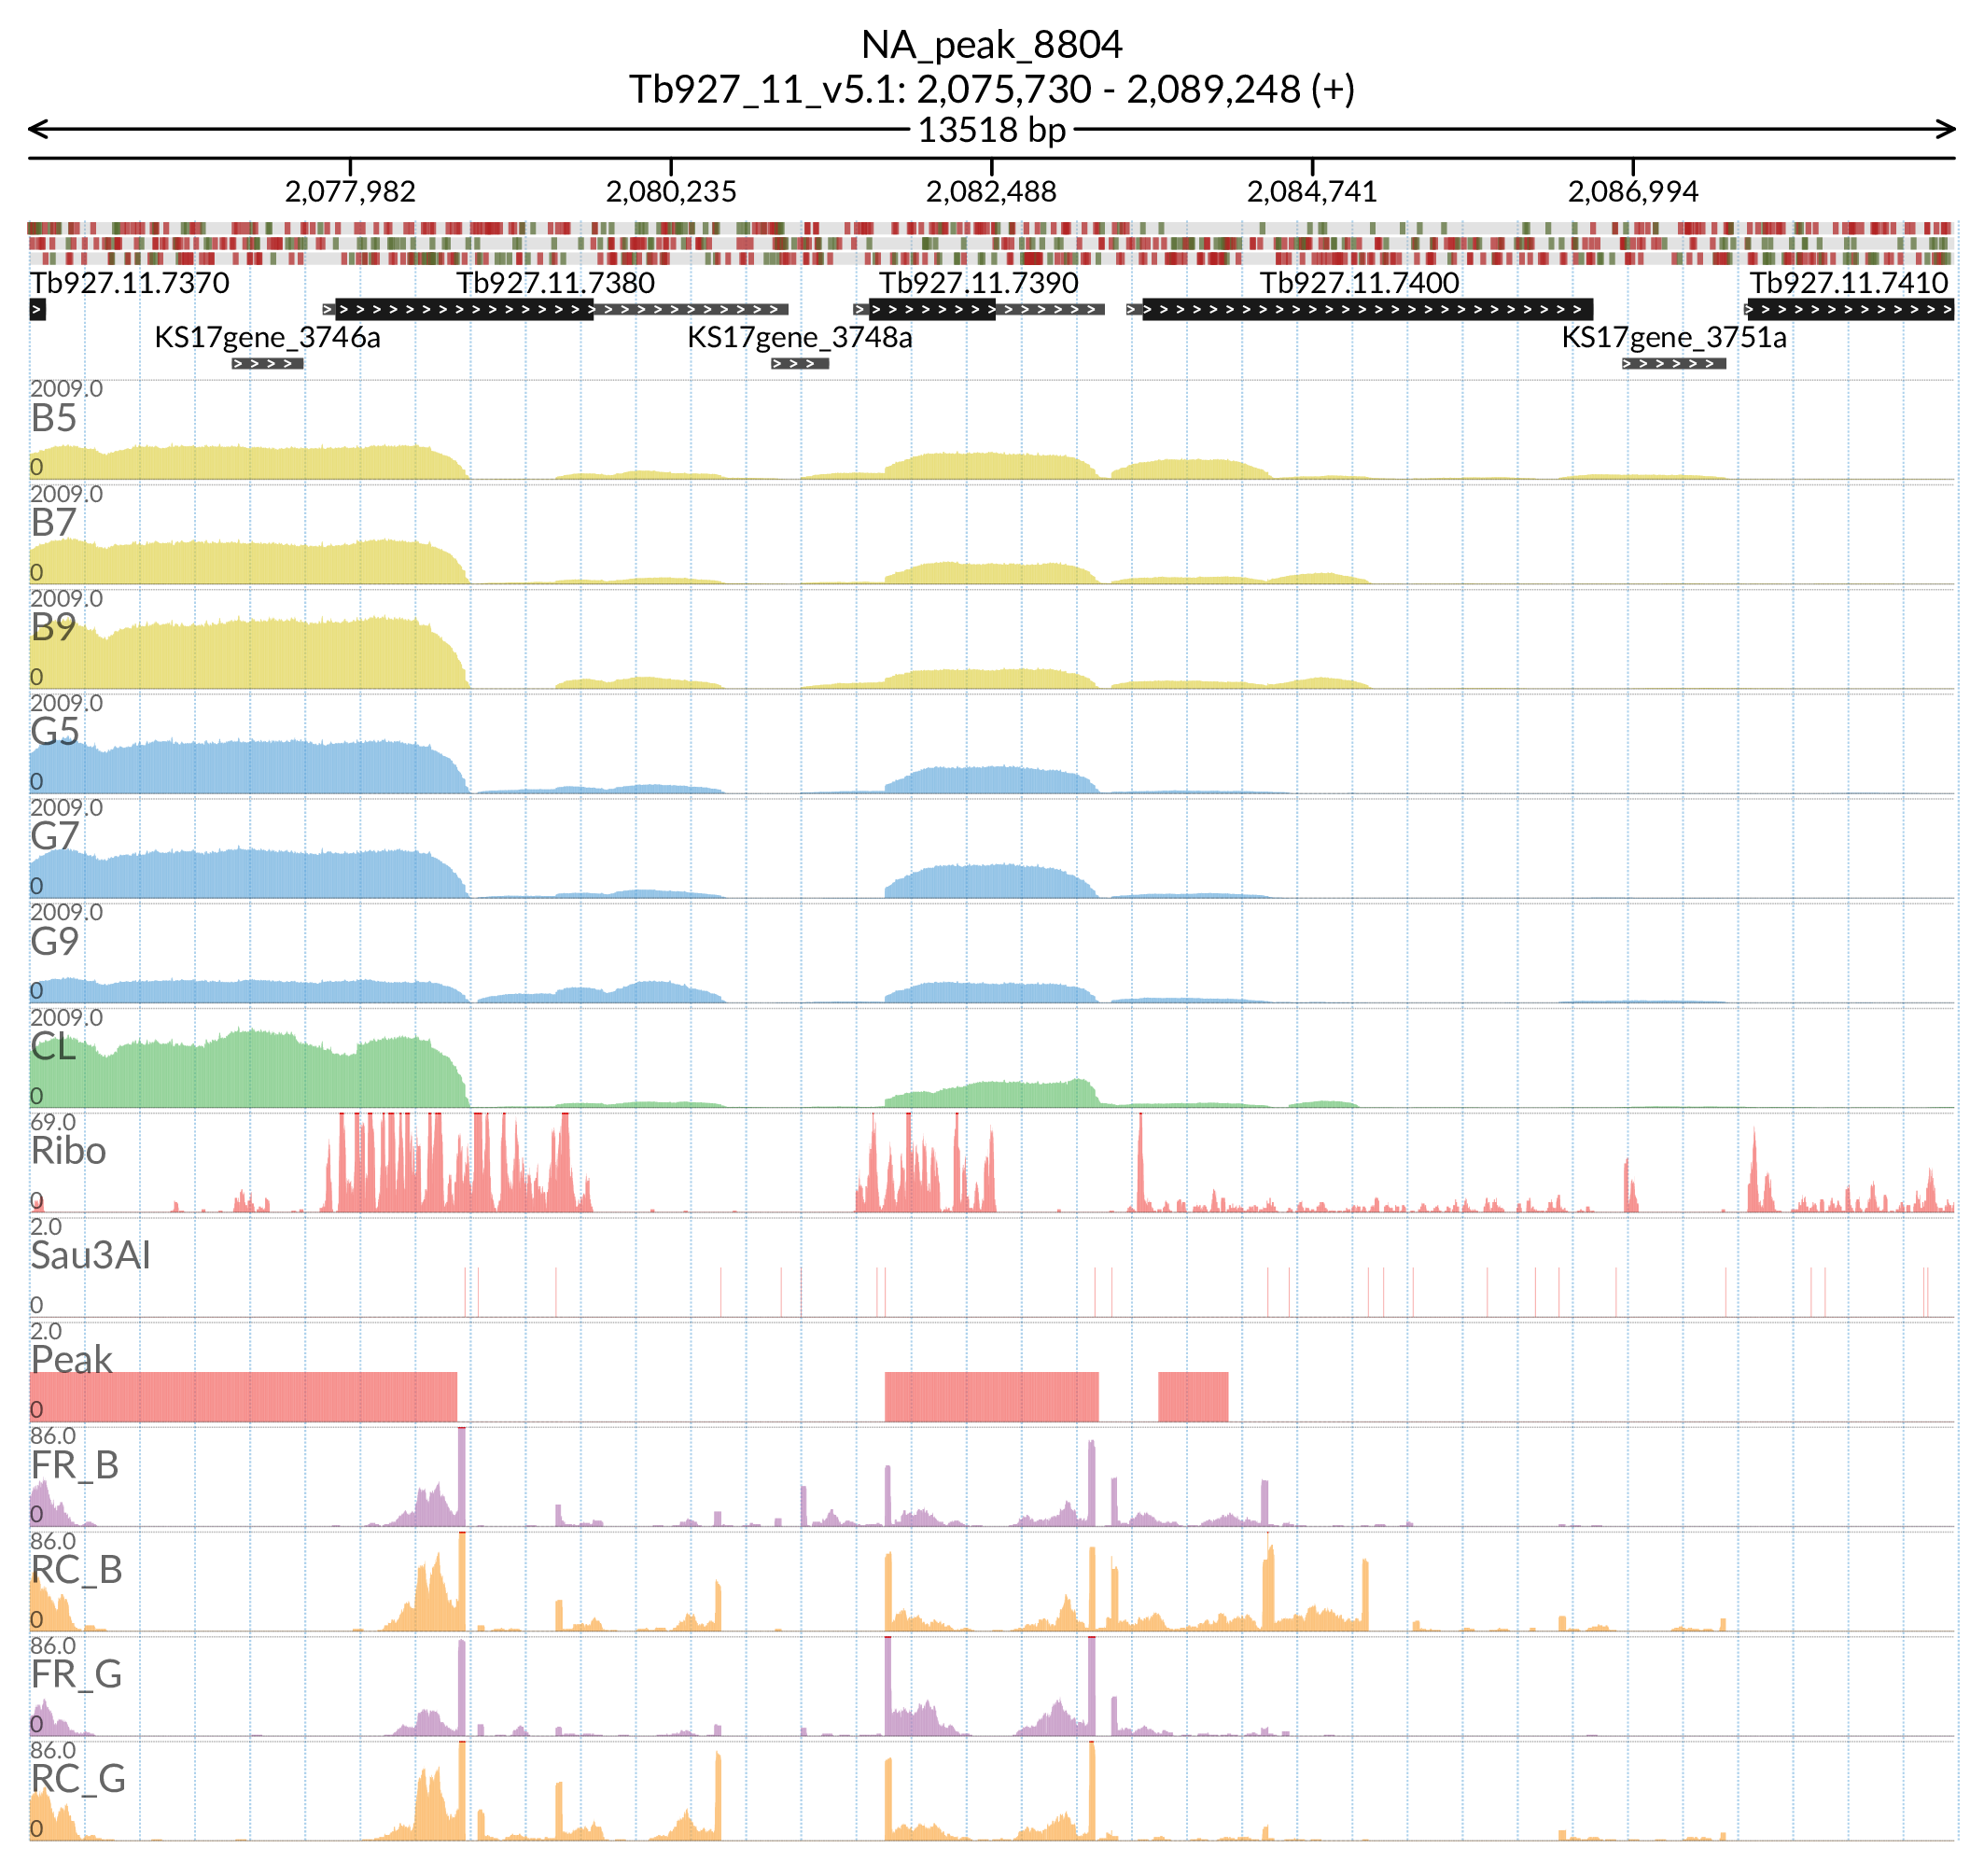 NA_peak_8804
Tb927_11_v5.1: 2,075,730 - 2,089,248 (+)
13518 bp
2,077,982 2,080,235 2,082,488 2,084,741 2,086,994
Tb927.11.7370 Tb927.11.7380 Tb927.11.7390 Tb927.11.7400 Tb927.11.7410
KS17gene_3746a KS17gene_3748a KS17gene_3751a
2009.0
B5
0
2009.0
B7
0
2009.0
B9
0
2009.0
G5
0
2009.0
G7
0
2009.0
G9
0
2009.0
CL
0
69.0
Ribo
0
2.0
Sau3AI
0
2.0
Peak
0
86.0
FR_B
0
86.0
RC_B
0
86.0
FR_G
0
86.0
RC_G
0